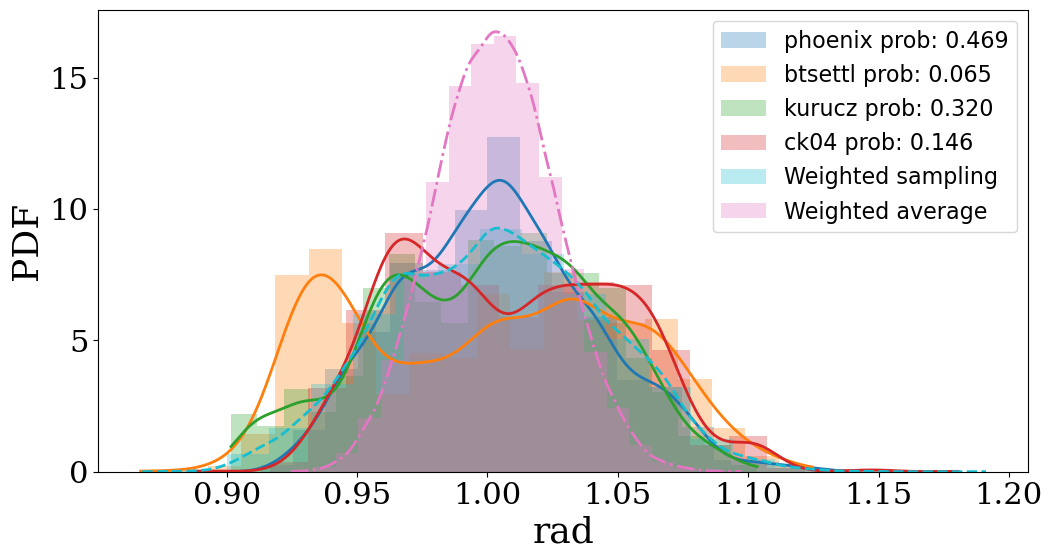 phoenix prob: 0.469
btsettl prob: 0.065
kurucz prob: 0.320
ck04 prob: 0.146
Weighted sampling
Weighted average
PDF
15
10
5
0
0.90 0.95 1.00 1.05 1.10 1.15 1.20
rad